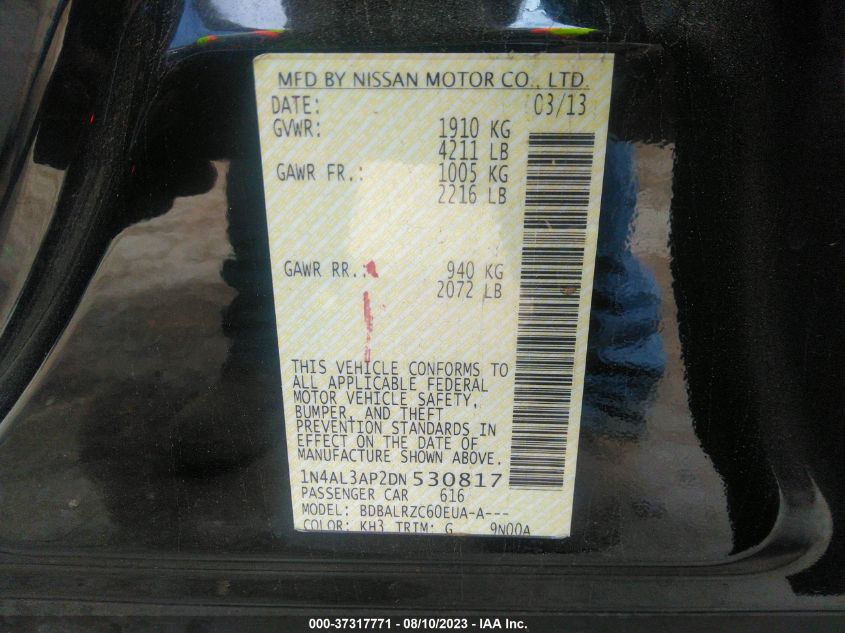 MFD BY NISSAN MOTOR CO., LTD.
DATE: 03/13
GVWR: 1910 KG
4211 LB
GAWR FR.: 1005 KG
2216 LB
GAWR RR.: 940 KG
2072 LB
THIS VEHICLE CONFORMS TO
ALL APPLICABLE FEDERAL
MOTOR VEHICLE SAFETY,
BUMPER, AND THEFT
PREVENTION STANDARDS IN
EFFECT ON THE DATE OF
MANUFACTURE SHOWN ABOVE.
1N4AL3AP2DN530817
PASSENGER CAR 616
MODEL: BDBALRZC60EUA-A---
COLOR: KH3 TRIM: G 9N00A
000-37317771 - 08/10/2023 - IAA Inc.